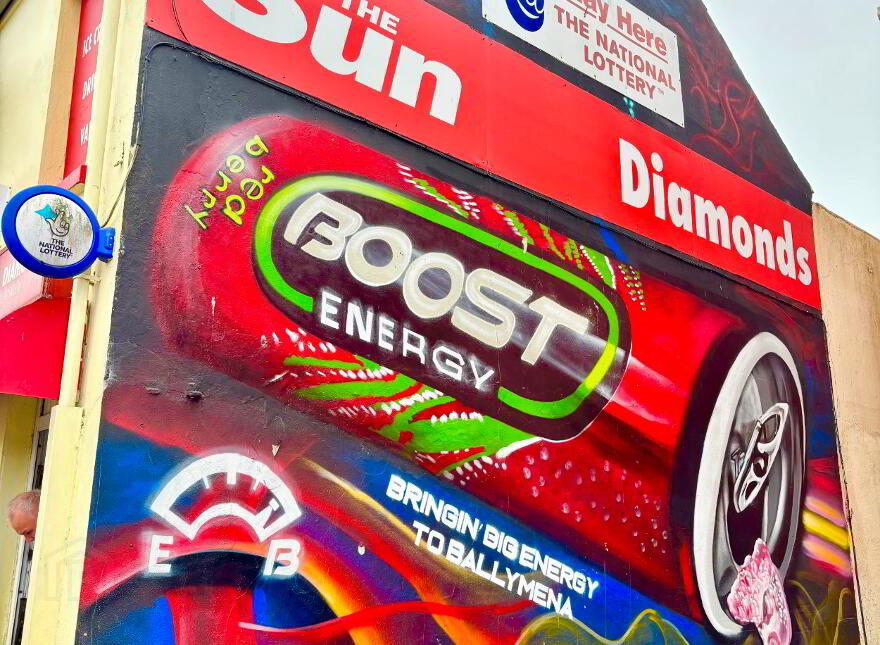 THE
Sun
Play Here
THE NATIONAL
LOTTERY™
Diamonds
red
berry
BOOST
ENERGY
THE
NATIONAL
LOTTERY
BRINGIN' BIG ENERGY
TO BALLYMENA
E B